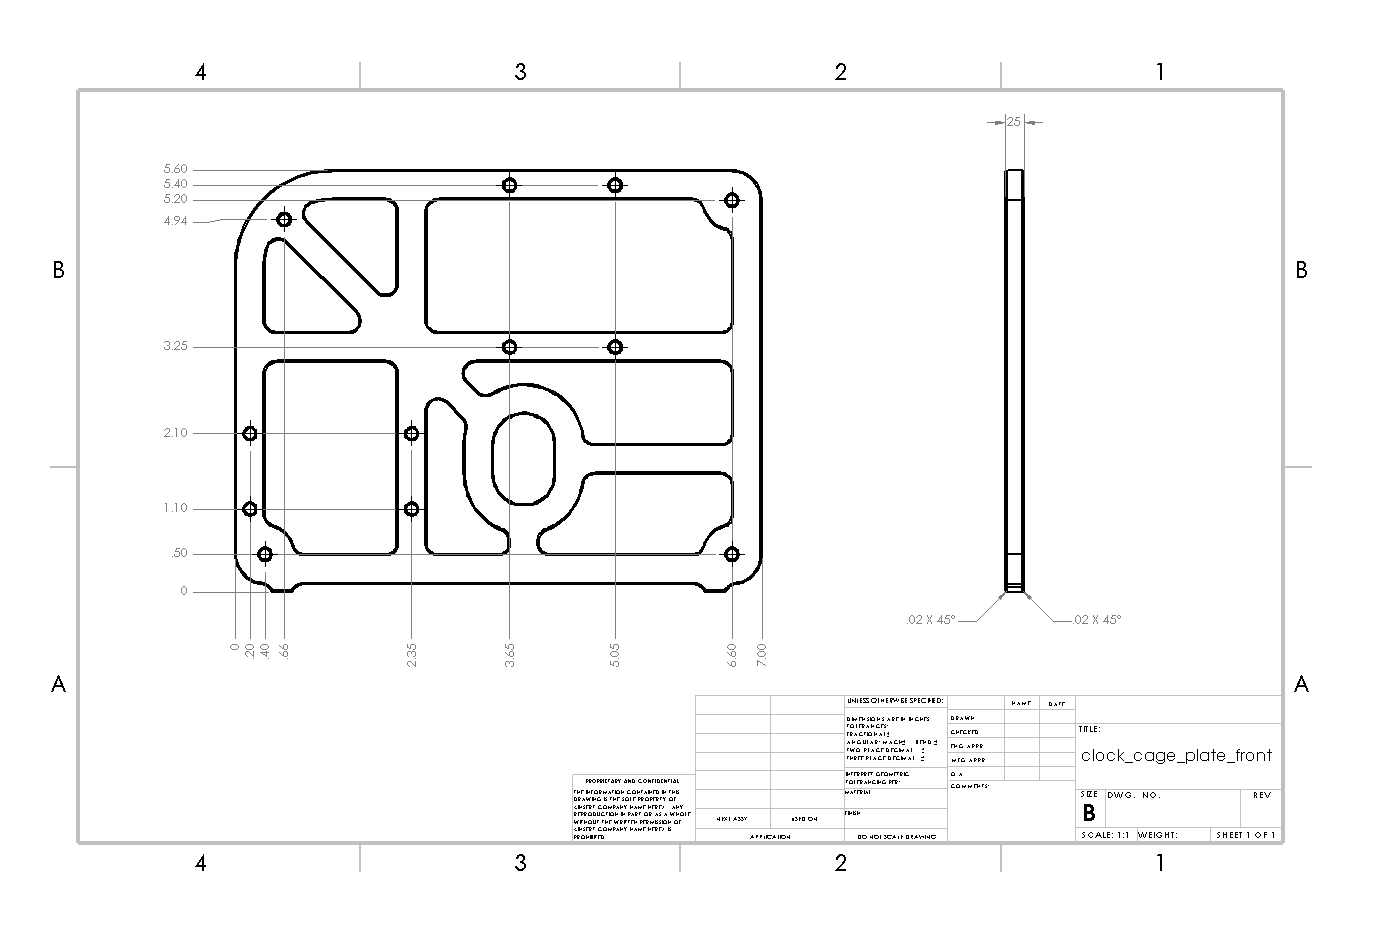 4 3 2 1
25
5.60
5.40
5.20
4.94
B B
3.25
2.10
1.10
.50
0
.02 X 45° .02 X 45°
0 .20 .40 .66 2.35 3.65 5.05 6.60 7.00
A A
UNLESS OTHERWISE SPECIFIED:
NAME DATE
DIMENSIONS ARE IN INCHES
TOLERANCES:
FRACTIONAL±
ANGULAR: MACH± BEND ±
TWO PLACE DECIMAL ±
THREE PLACE DECIMAL ±
INTERPRET GEOMETRIC
TOLERANCING PER:
MATERIAL
FINISH
DO NOT SCALE DRAWING
DRAWN
CHECKED
ENG APPR.
MFG APPR.
Q.A.
COMMENTS:
TITLE:
clock_cage_plate_front
SIZE DWG. NO. REV
B
SCALE: 1:1 WEIGHT: SHEET 1 OF 1
PROPRIETARY AND CONFIDENTIAL
THE INFORMATION CONTAINED IN THIS
DRAWING IS THE SOLE PROPERTY OF
<INSERT COMPANY NAME HERE>. ANY
REPRODUCTION IN PART OR AS A WHOLE
WITHOUT THE WRITTEN PERMISSION OF
<INSERT COMPANY NAME HERE> IS
PROHIBITED.
NEXT ASSY USED ON
APPLICATION
4 3 2 1